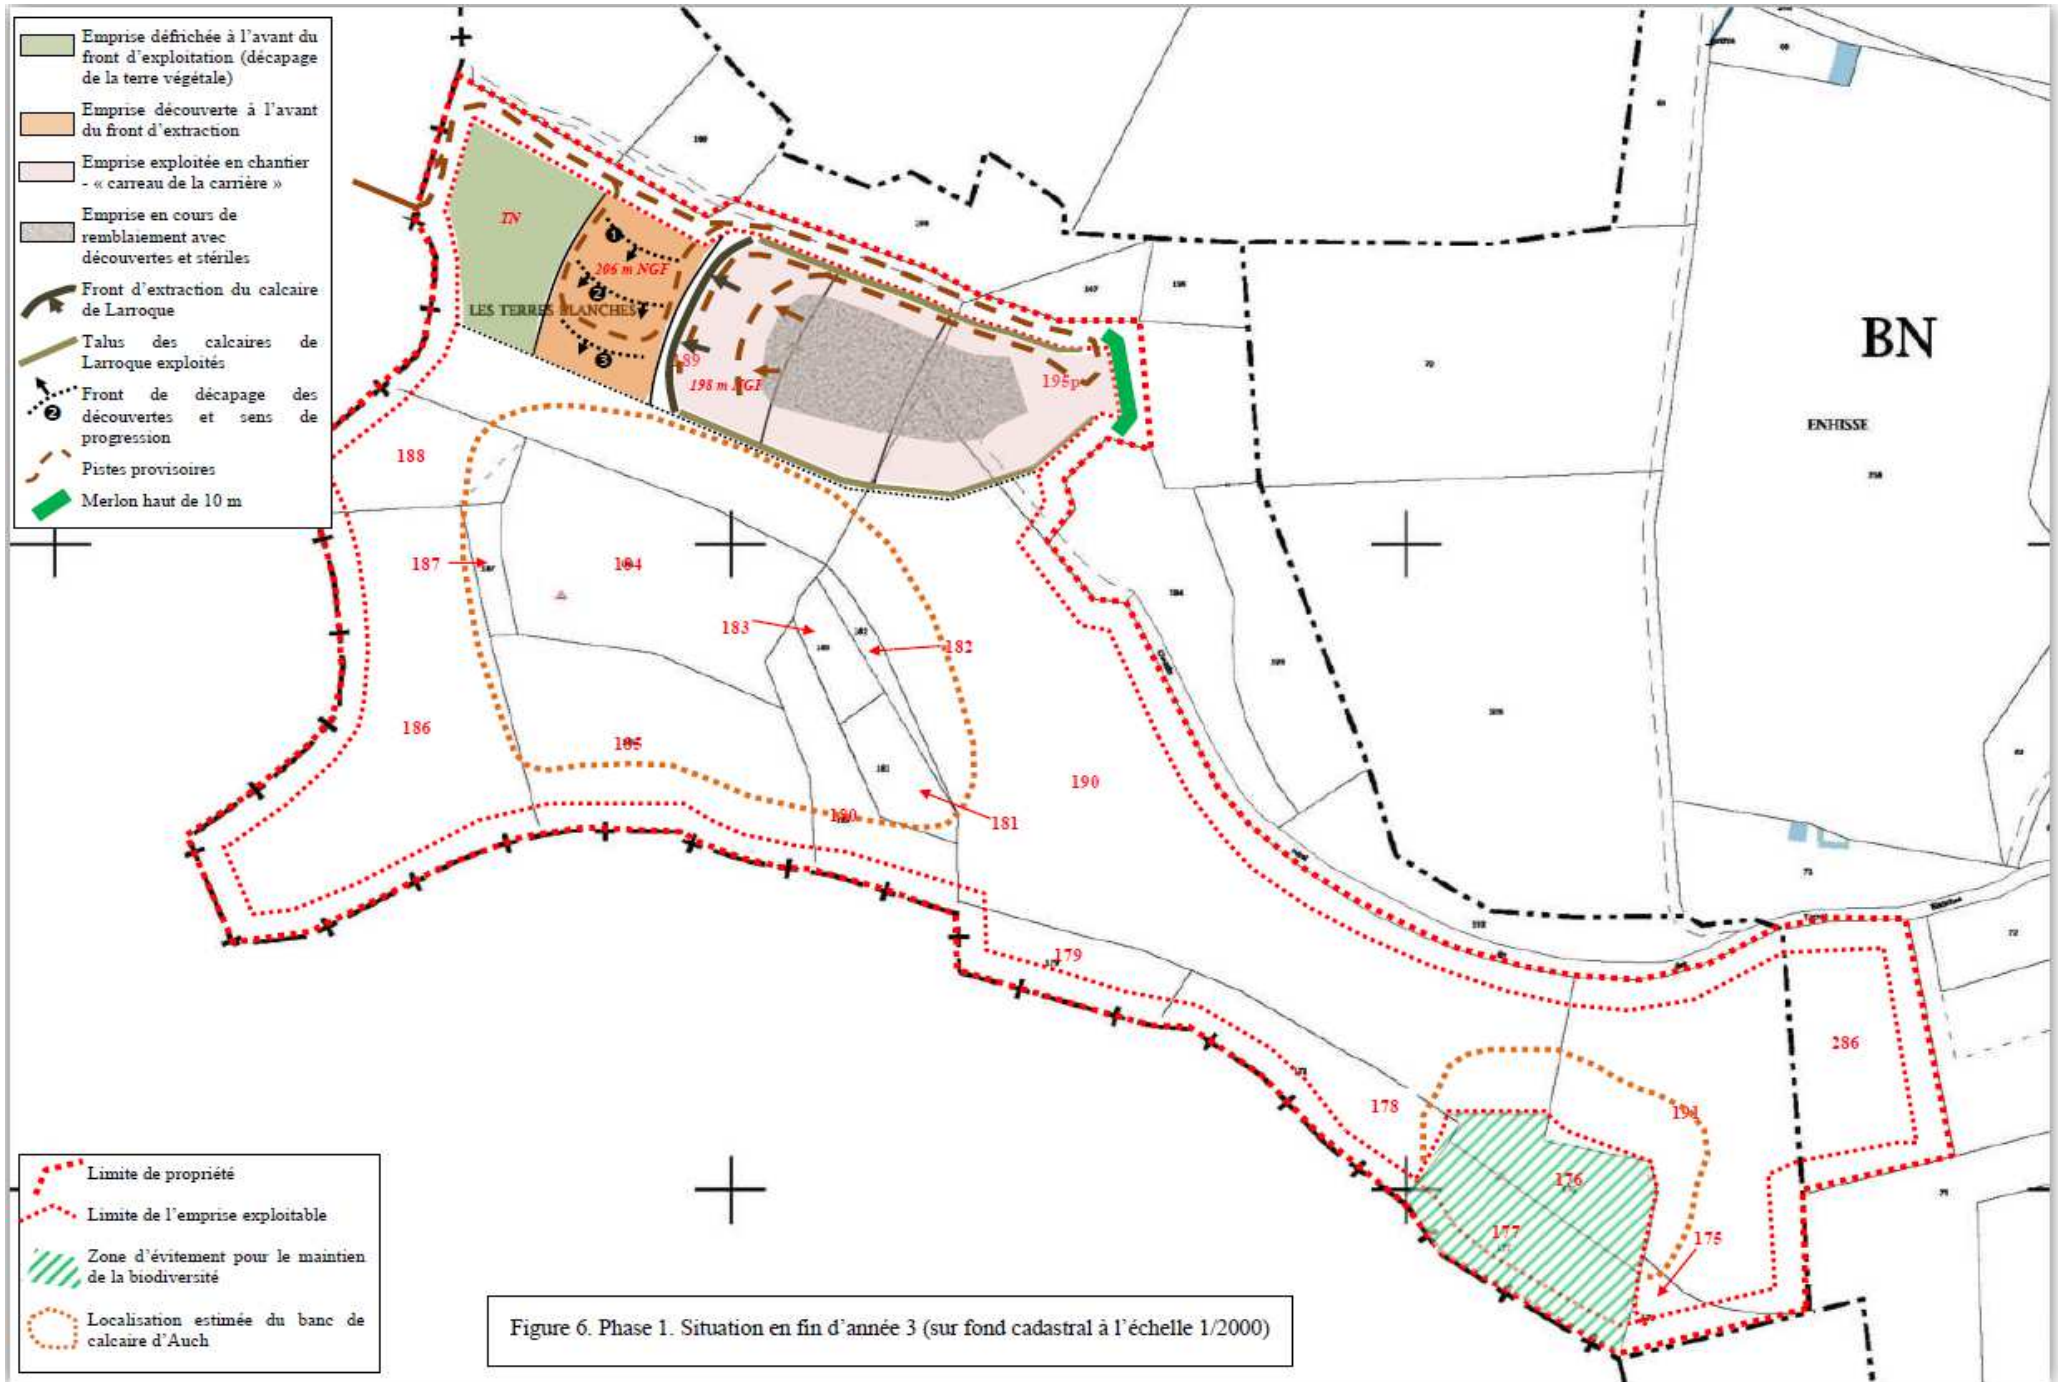 Emprise défrichée à l'avant du
front d'exploitation (décapage
de la terre végétale)
Emprise découverte à l'avant
du front d'extraction
Emprise exploitée en chantier
- « carreau de la carrière »
Emprise en cours de
remblaiement avec
découvertes et stériles
Front d'extraction du calcaire
de Larroque
Talus des calcaires de
Larroque exploités
Front de décapage des
découvertes et sens de
progression
2
Pistes provisoires
Merlon haut de 10 m
TN
1
206 m NGF
2
LES TERRES BLANCHES
3
189
198 m NGF
195p
BN
ENHISSE
188
187
184
183
182
186
185
190
180
181
179
178
286
191
176
177
175
Limite de propriété
Limite de l'emprise exploitable
Zone d'évitement pour le maintien
de la biodiversité
Localisation estimée du banc de
calcaire d'Auch
Figure 6. Phase 1. Situation en fin d'année 3 (sur fond cadastral à l'échelle 1/2000)